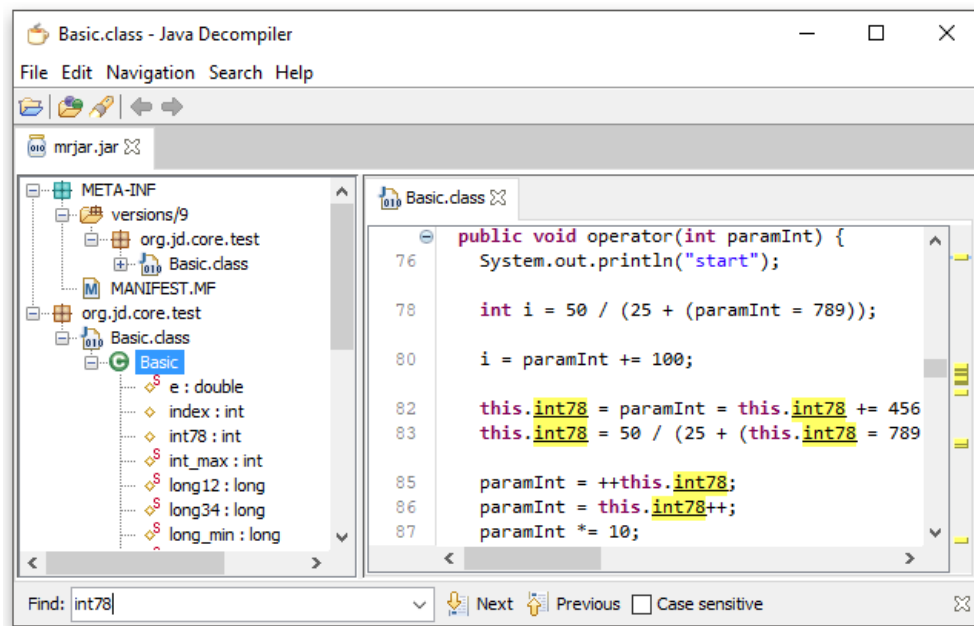 Basic.class - Java Decompiler
File Edit Navigation Search Help
mrjar.jar
META-INF
versions/9
org.jd.core.test
Basic.class
MANIFEST.MF
org.jd.core.test
Basic.class
Basic
e : double
index : int
int78 : int
int_max : int
long12 : long
long34 : long
long_min : long
Basic.class
public void operator(int paramInt) {
76 System.out.println("start");
78 int i = 50 / (25 + (paramInt = 789));
80 i = paramInt += 100;
82 this.int78 = paramInt = this.int78 += 456
83 this.int78 = 50 / (25 + (this.int78 = 789
85 paramInt = ++this.int78;
86 paramInt = this.int78++;
87 paramInt *= 10;
Find: int78 Next Previous Case sensitive